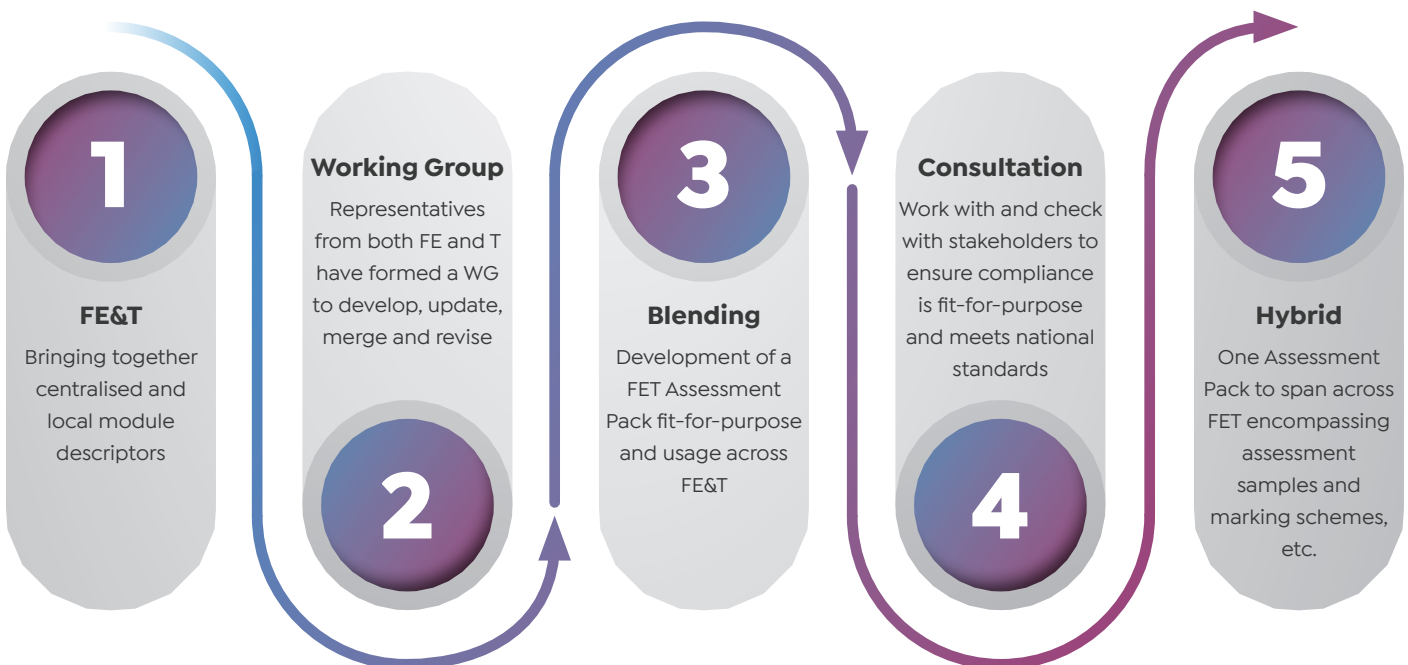 1
FE&T
Bringing together
centralised and
local module
descriptors
Working Group
Representatives
from both FE and T
have formed a WG
to develop, update,
merge and revise
2
3
Blending
Development of a
FET Assessment
Pack fit-for-purpose
and usage across
FE&T
Consultation
Work with and check
with stakeholders to
ensure compliance
is fit-for-purpose
and meets national
standards
4
5
Hybrid
One Assessment
Pack to span across
FET encompassing
assessment
samples and
marking schemes,
etc.